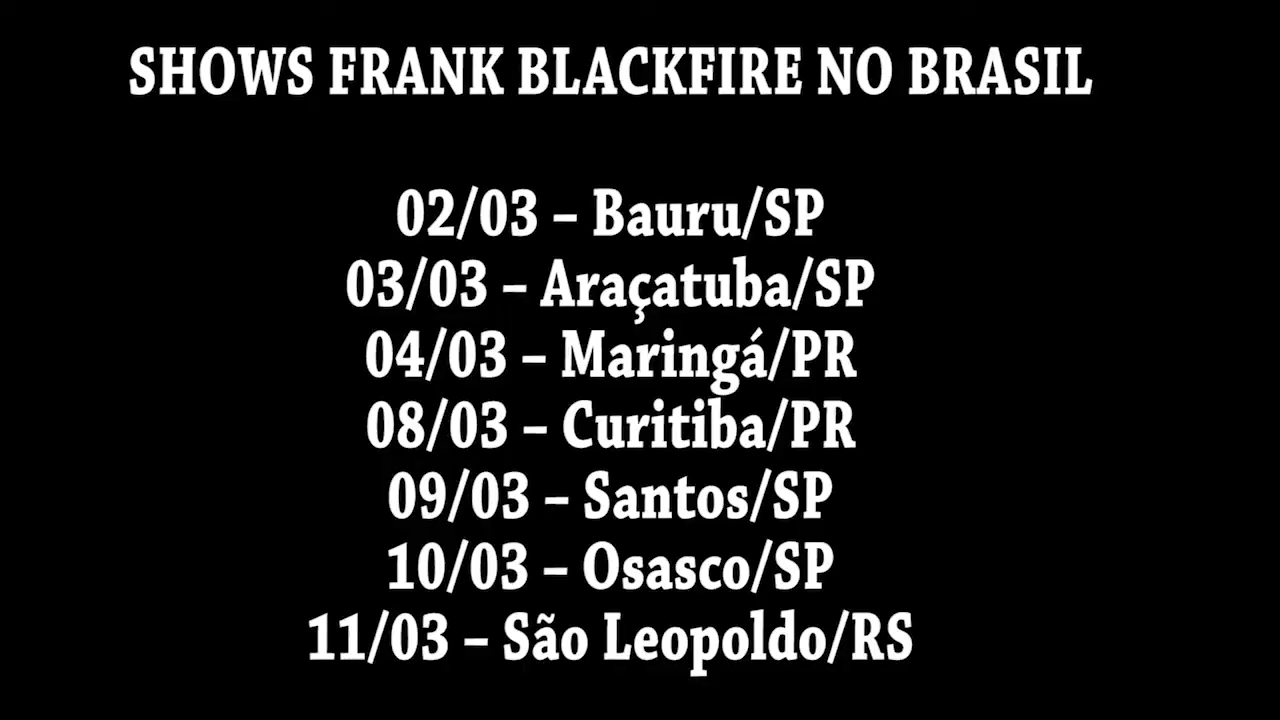 SHOWS FRANK BLACKFIRE NO BRASIL
02/03 – Bauru/SP
03/03 – Araçatuba/SP
04/03 – Maringá/PR
08/03 – Curitiba/PR
09/03 – Santos/SP
10/03 – Osasco/SP
11/03 – São Leopoldo/RS